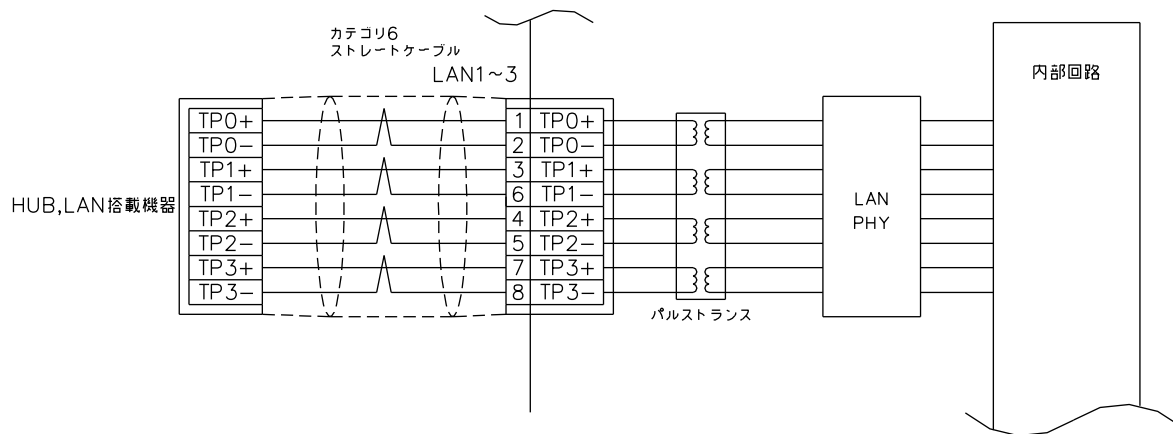 カテゴリ6
ストレートケーブル
LAN1～3
内部回路
HUB,LAN搭載機器
TP0+
TP0-
TP1+
TP1-
TP2+
TP2-
TP3+
TP3-
1 TP0+
2 TP0-
3 TP1+
6 TP1-
4 TP2+
5 TP2-
7 TP3+
8 TP3-
パルストランス
LAN
PHY